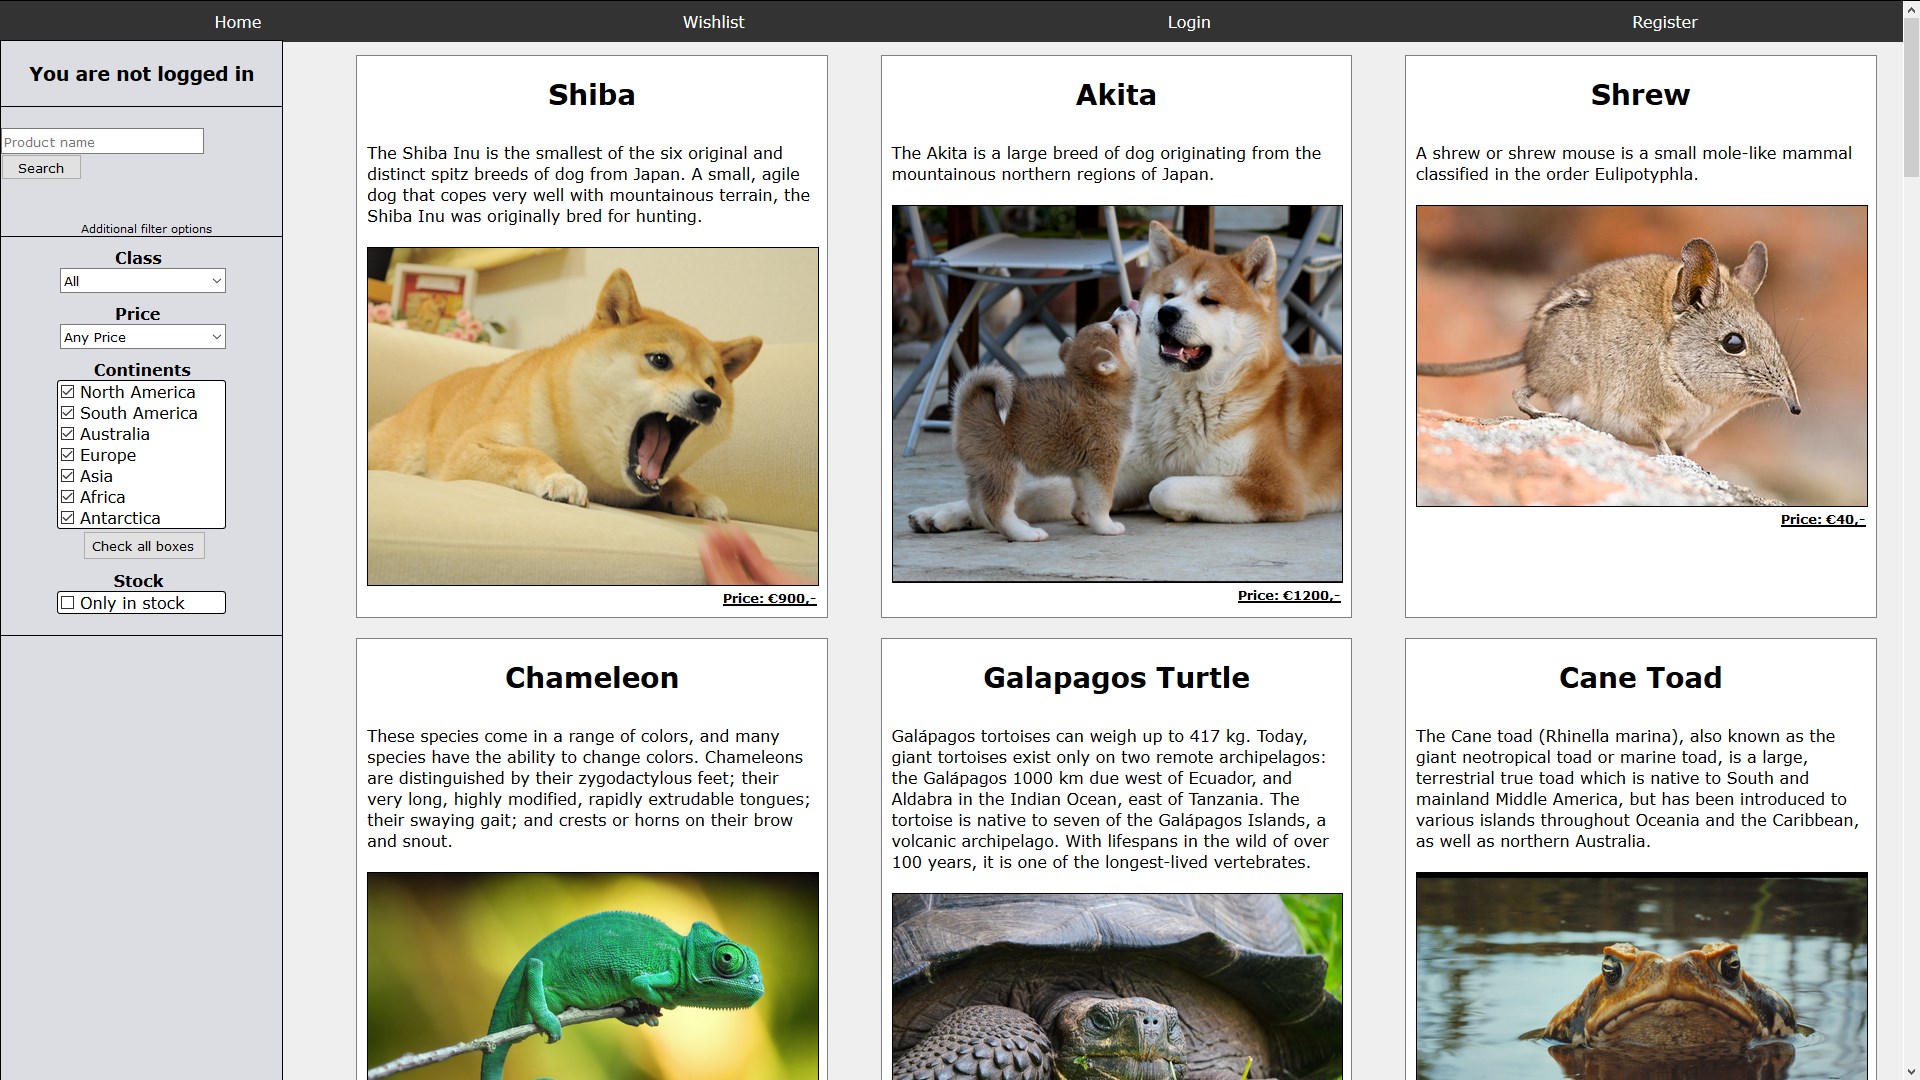 Home Wishlist Login Register
You are not logged in
Product name
Search
Additional filter options
Class
All
Price
Any Price
Continents
North America
South America
Australia
Europe
Asia
Africa
Antarctica
Check all boxes
Stock
Only in stock
Shiba
The Shiba Inu is the smallest of the six original and
distinct spitz breeds of dog from Japan. A small, agile
dog that copes very well with mountainous terrain, the
Shiba Inu was originally bred for hunting.
Price: €900,-
Akita
The Akita is a large breed of dog originating from the
mountainous northern regions of Japan.
Price: €1200,-
Shrew
A shrew or shrew mouse is a small mole-like mammal
classified in the order Eulipotyphla.
Price: €40,-
Chameleon
These species come in a range of colors, and many
species have the ability to change colors. Chameleons
are distinguished by their zygodactylous feet; their
very long, highly modified, rapidly extrudable tongues;
their swaying gait; and crests or horns on their brow
and snout.
Galapagos Turtle
Galápagos tortoises can weigh up to 417 kg. Today,
giant tortoises exist only on two remote archipelagos:
the Galápagos 1000 km due west of Ecuador, and
Aldabra in the Indian Ocean, east of Tanzania. The
tortoise is native to seven of the Galápagos Islands, a
volcanic archipelago. With lifespans in the wild of over
100 years, it is one of the longest-lived vertebrates.
Cane Toad
The Cane toad (Rhinella marina), also known as the
giant neotropical toad or marine toad, is a large,
terrestrial true toad which is native to South and
mainland Middle America, but has been introduced to
various islands throughout Oceania and the Caribbean,
as well as northern Australia.